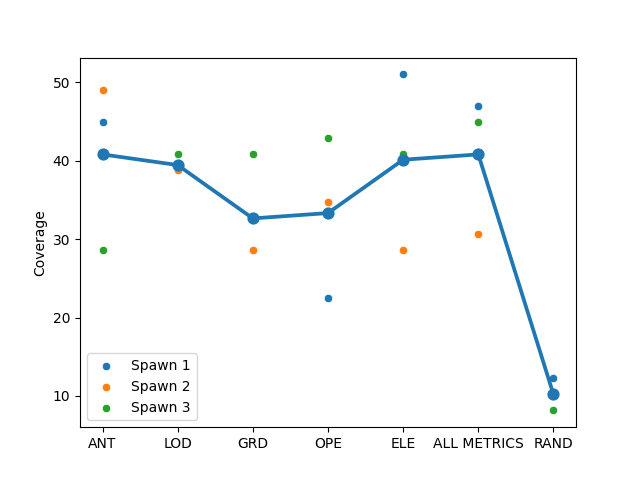 50
40
30
20
10
Coverage
Spawn 1
Spawn 2
Spawn 3
ANT LOD GRD OPE ELE ALL METRICS RAND